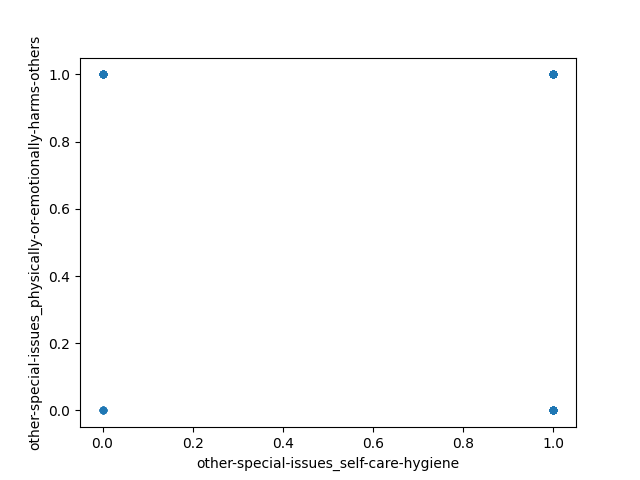 other-special-issues_physically-or-emotionally-harms-others
1.0
0.8
0.6
0.4
0.2
0.0
0.0 0.2 0.4 0.6 0.8 1.0
other-special-issues_self-care-hygiene